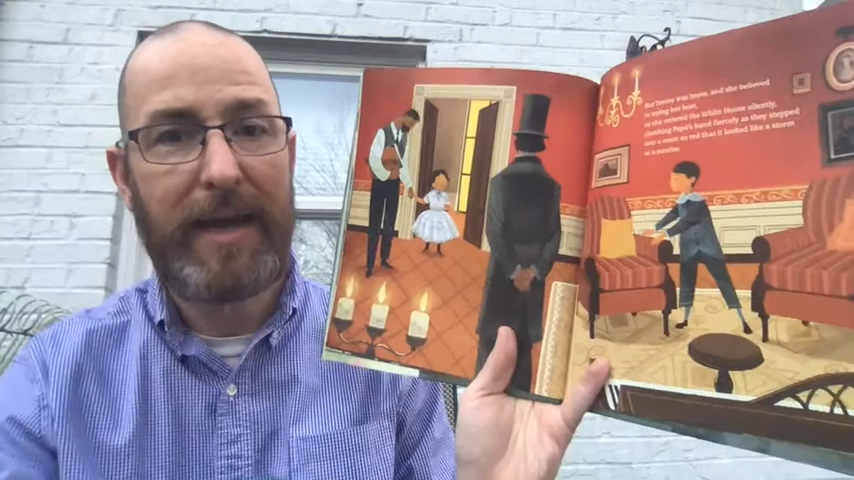 But Teresa was brave, and she believed
in trying her best,
so she entered the White House silently,
clutching Papa's hand fiercely as they stepped
into a room so red that it looked like a storm
at a sunrise.